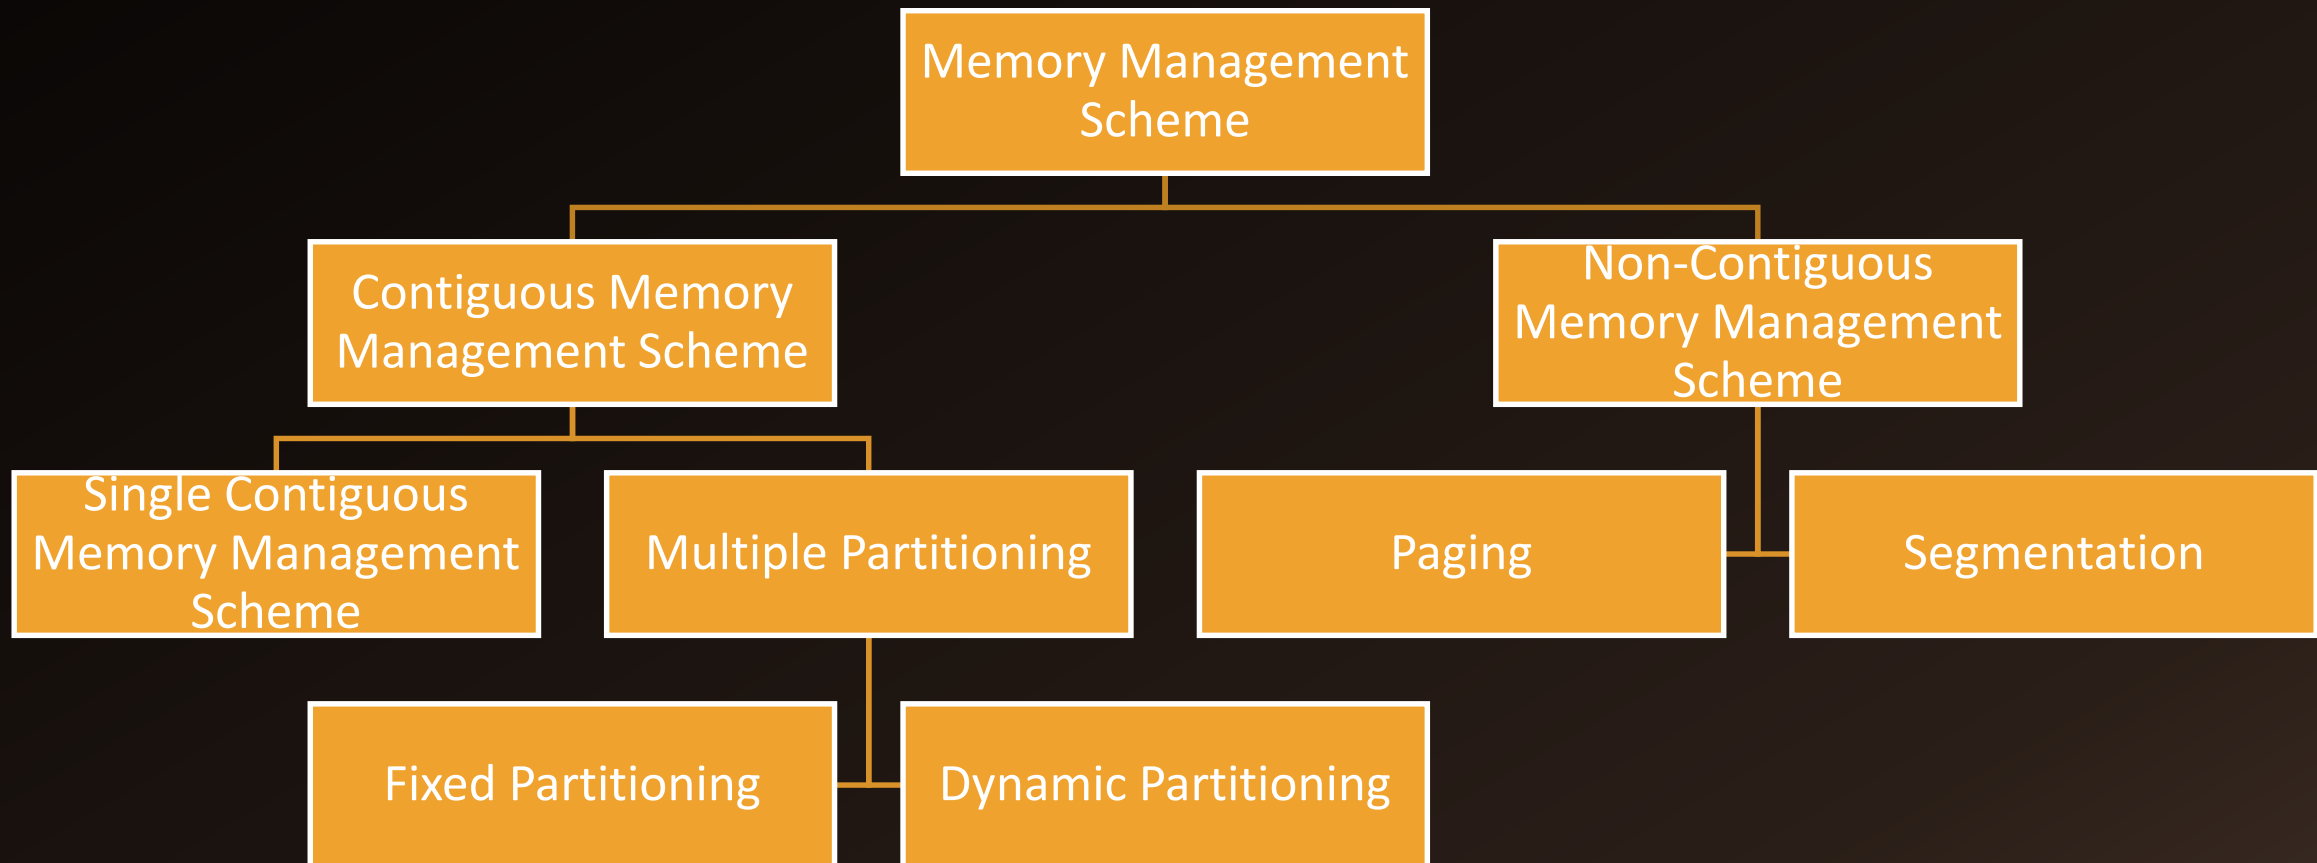 Memory Management
Scheme
Contiguous Memory
Management Scheme
Non-Contiguous
Memory Management
Scheme
Single Contiguous
Memory Management
Scheme
Multiple Partitioning
Paging
Segmentation
Fixed Partitioning
Dynamic Partitioning